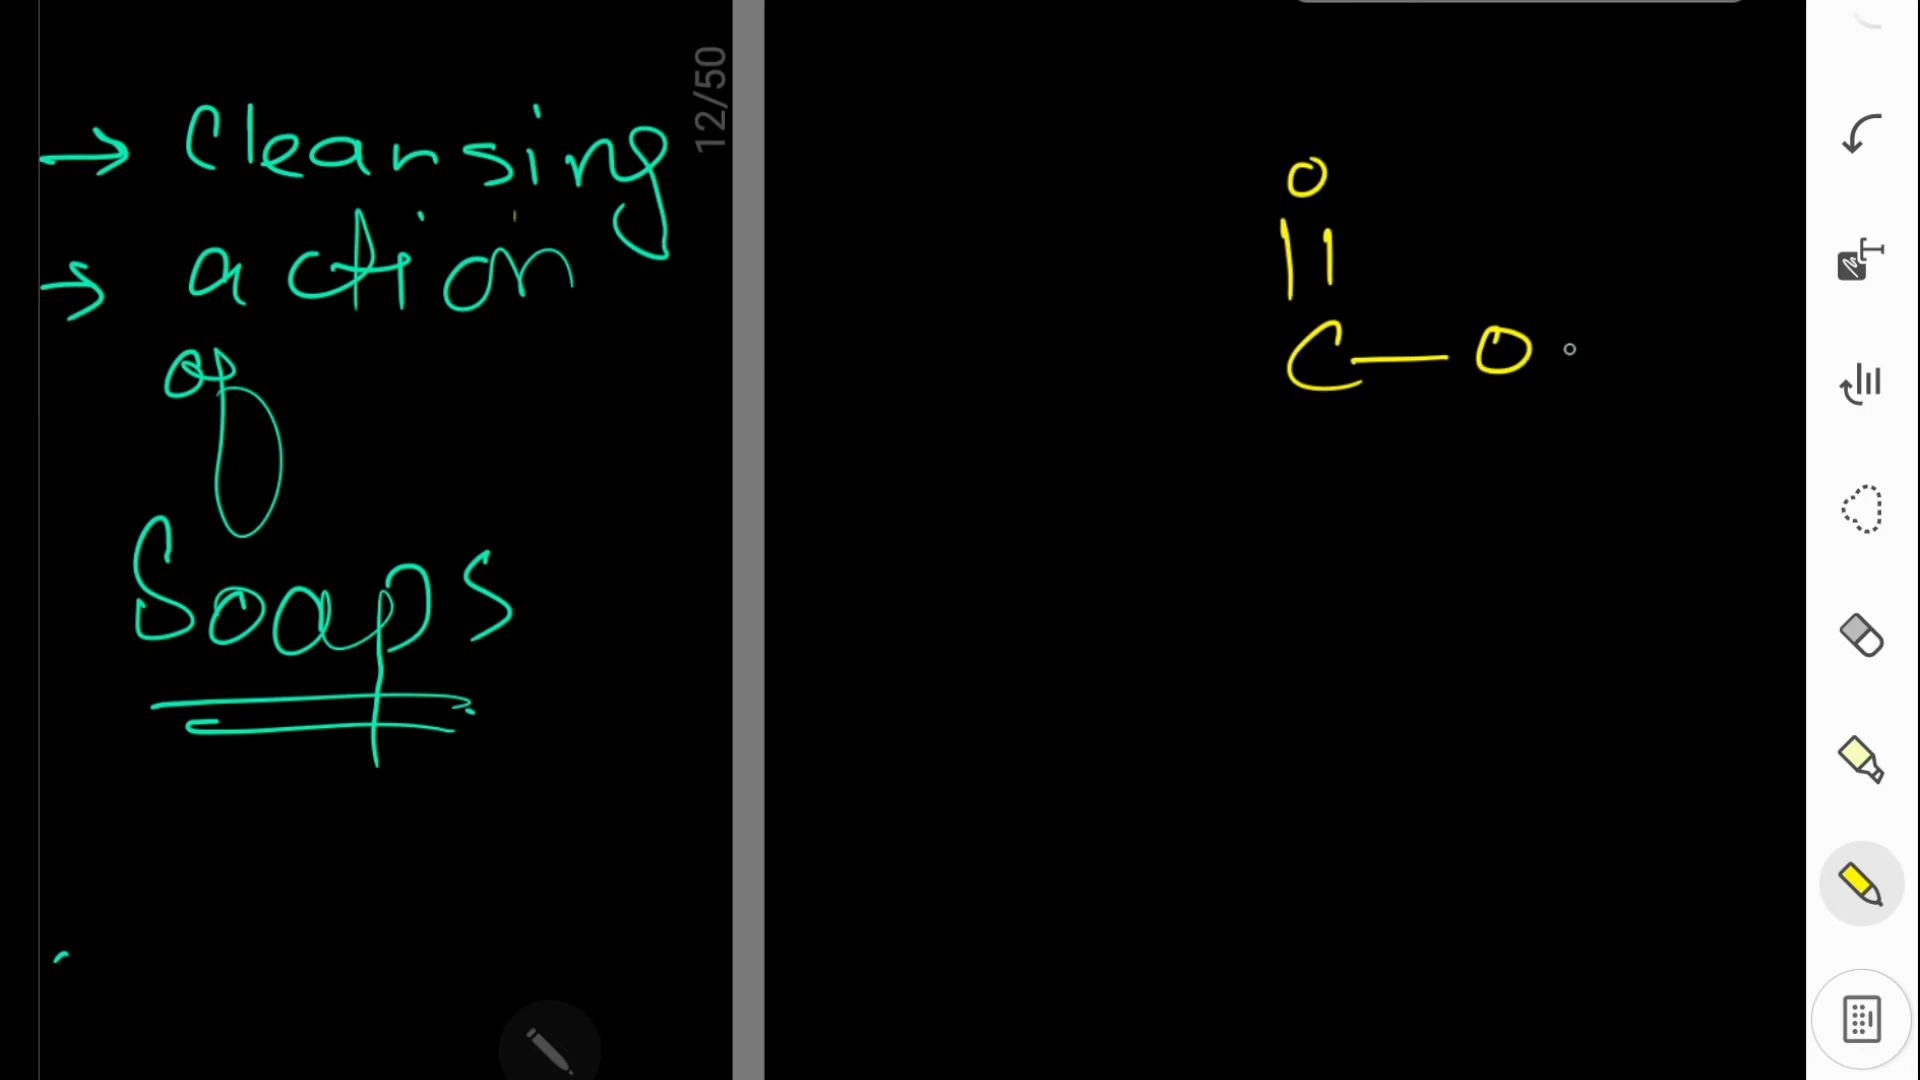 → Cleansing
→ action
of
Soaps
12/50
O
||
C—O